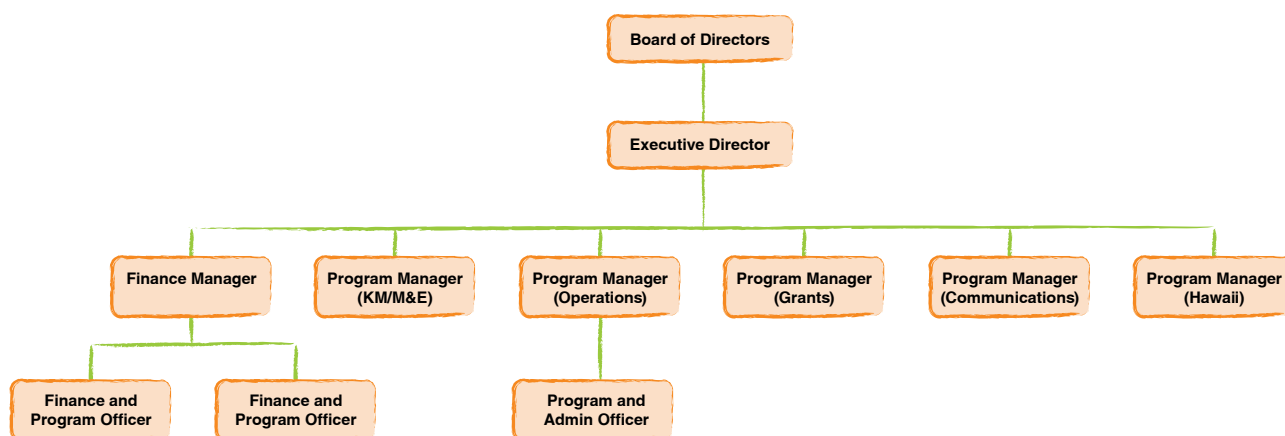 Board of Directors
Executive Director
Finance Manager
Program Manager
(KM/M&E)
Program Manager
(Operations)
Program Manager
(Grants)
Program Manager
(Communications)
Program Manager
(Hawaii)
Finance and
Program Officer
Finance and
Program Officer
Program and
Admin Officer